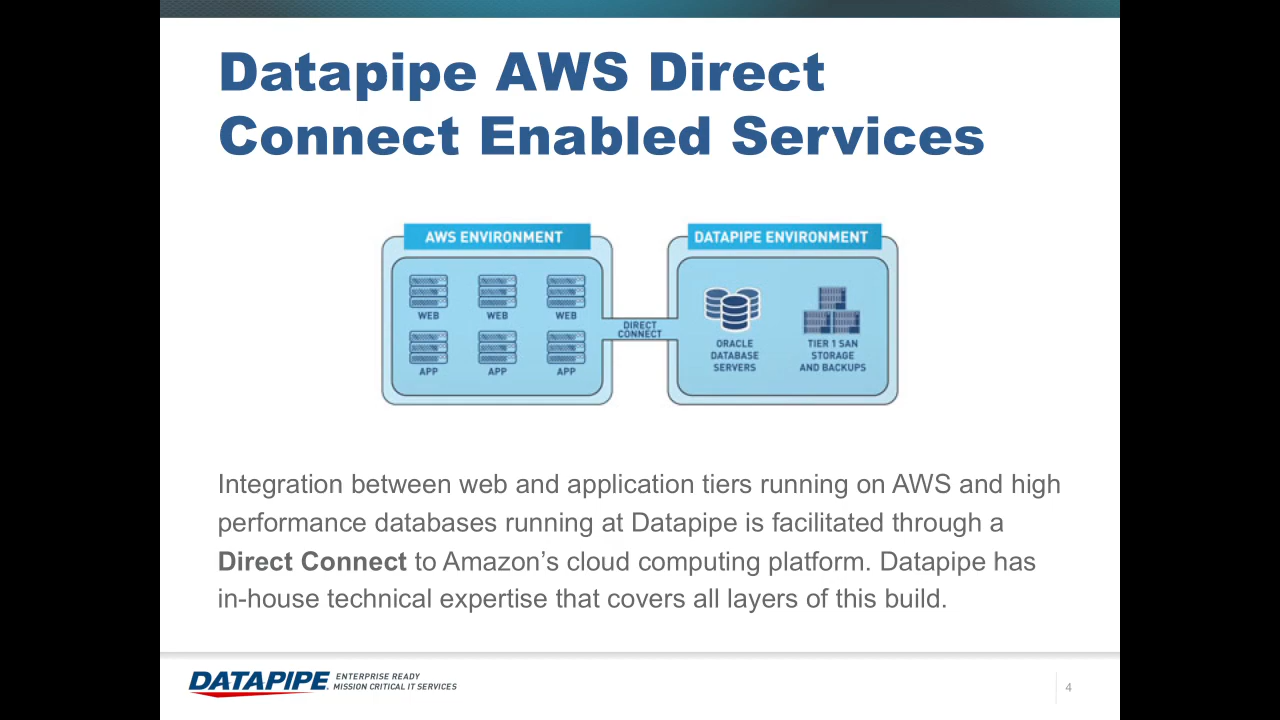 Datapipe AWS Direct
Connect Enabled Services
AWS ENVIRONMENT
WEB WEB WEB
APP APP APP
DIRECT
CONNECT
DATAPIPE ENVIRONMENT
ORACLE
DATABASE
SERVERS
TIER 1 SAN
STORAGE
AND BACKUPS
Integration between web and application tiers running on AWS and high
performance databases running at Datapipe is facilitated through a
Direct Connect to Amazon’s cloud computing platform. Datapipe has
in-house technical expertise that covers all layers of this build.
DATAPIPE
ENTERPRISE READY
MISSION CRITICAL IT SERVICES
4